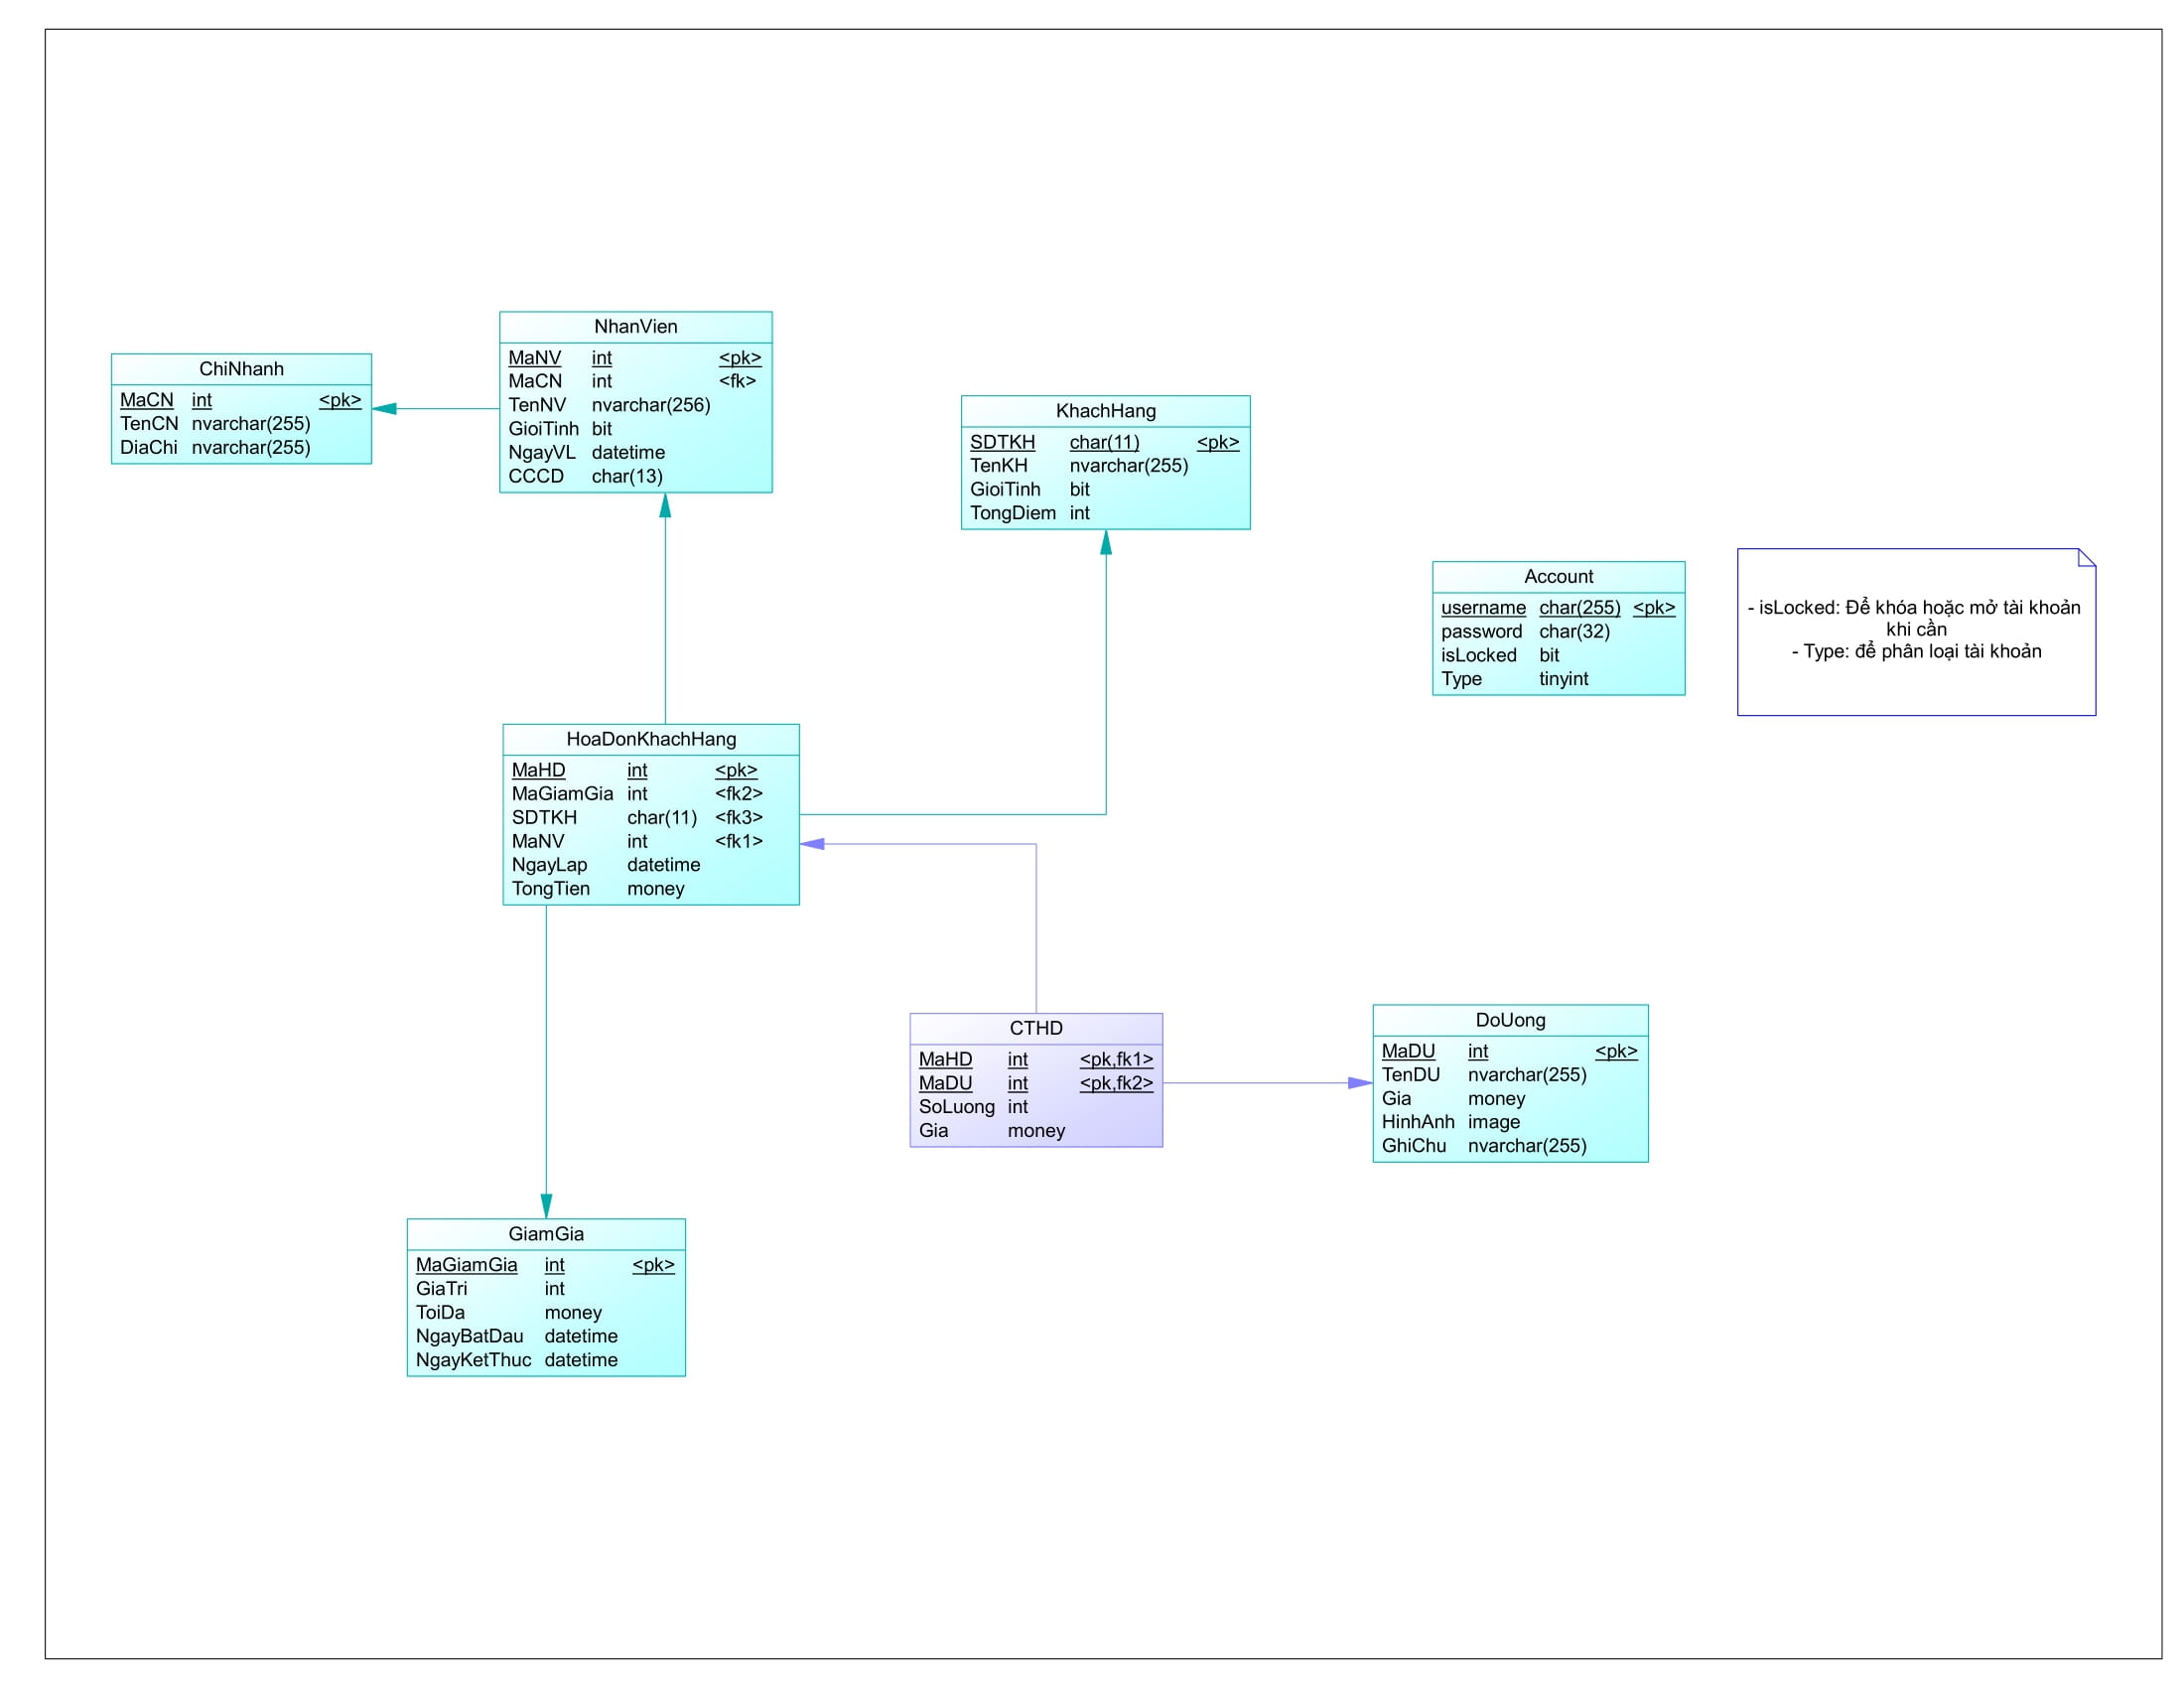 NhanVien
MaNV int <pk>
MaCN int <fk>
TenNV nvarchar(256)
GioiTinh bit
NgayVL datetime
CCCD char(13)
ChiNhanh
MaCN int <pk>
TenCN nvarchar(255)
DiaChi nvarchar(255)
KhachHang
SDTKH char(11) <pk>
TenKH nvarchar(255)
GioiTinh bit
TongDiem int
Account
username char(255) <pk>
password char(32)
isLocked bit
Type tinyint
- isLocked: Để khóa hoặc mở tài khoản
khi cần
- Type: để phân loại tài khoản
HoaDonKhachHang
MaHD int <pk>
MaGiamGia int <fk2>
SDTKH char(11) <fk3>
MaNV int <fk1>
NgayLap datetime
TongTien money
CTHD
MaHD int <pk,fk1>
MaDU int <pk,fk2>
SoLuong int
Gia money
DoUong
MaDU int <pk>
TenDU nvarchar(255)
Gia money
HinhAnh image
GhiChu nvarchar(255)
GiamGia
MaGiamGia int <pk>
GiaTri int
ToiDa money
NgayBatDau datetime
NgayKetThuc datetime